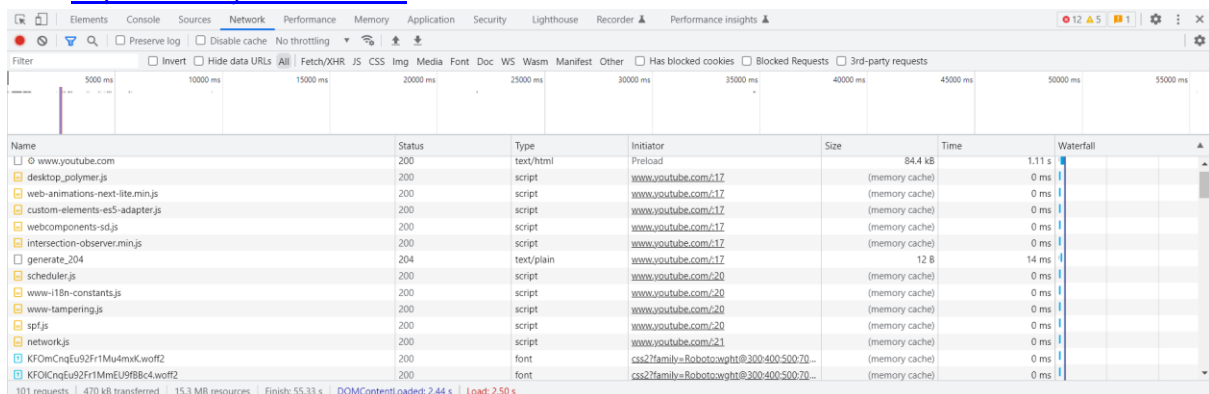 Elements Console Sources Network Performance Memory Application Security Lighthouse Recorder Performance insights 12 5 1
Preserve log Disable cache No throttling
Filter Invert Hide data URLs All Fetch/XHR JS CSS Img Media Font Doc WS Wasm Manifest Other Has blocked cookies Blocked Requests 3rd-party requests
5000 ms 10000 ms 15000 ms 20000 ms 25000 ms 30000 ms 35000 ms 40000 ms 45000 ms 50000 ms 55000 ms
Name Status Type Initiator Size Time Waterfall
www.youtube.com 200 text/html Preload 84.4 kB 1.11 s
desktop_polymer.js 200 script www.youtube.com/:17 (memory cache) 0 ms
web-animations-next-lite.min.js 200 script www.youtube.com/:17 (memory cache) 0 ms
custom-elements-es5-adapter.js 200 script www.youtube.com/:17 (memory cache) 0 ms
webcomponents-sd.js 200 script www.youtube.com/:17 (memory cache) 0 ms
intersection-observer.min.js 200 script www.youtube.com/:17 (memory cache) 0 ms
generate_204 204 text/plain www.youtube.com/:17 12 B 14 ms
scheduler.js 200 script www.youtube.com/:20 (memory cache) 0 ms
www-i18n-constants.js 200 script www.youtube.com/:20 (memory cache) 0 ms
www-tampering.js 200 script www.youtube.com/:20 (memory cache) 0 ms
spf.js 200 script www.youtube.com/:20 (memory cache) 0 ms
network.js 200 script www.youtube.com/:21 (memory cache) 0 ms
KFOmCnqEu92Fr1Mu4mxK.woff2 200 font css2?family=Roboto:wght@300;400;500;70... (memory cache) 0 ms
KFOlCnqEu92Fr1MmEU9fBBc4.woff2 200 font css2?family=Roboto:wght@300;400;500;70... (memory cache) 0 ms
101 requests 470 kB transferred 15.3 MB resources Finish: 55.33 s DOMContentLoaded: 2.44 s Load: 2.50 s